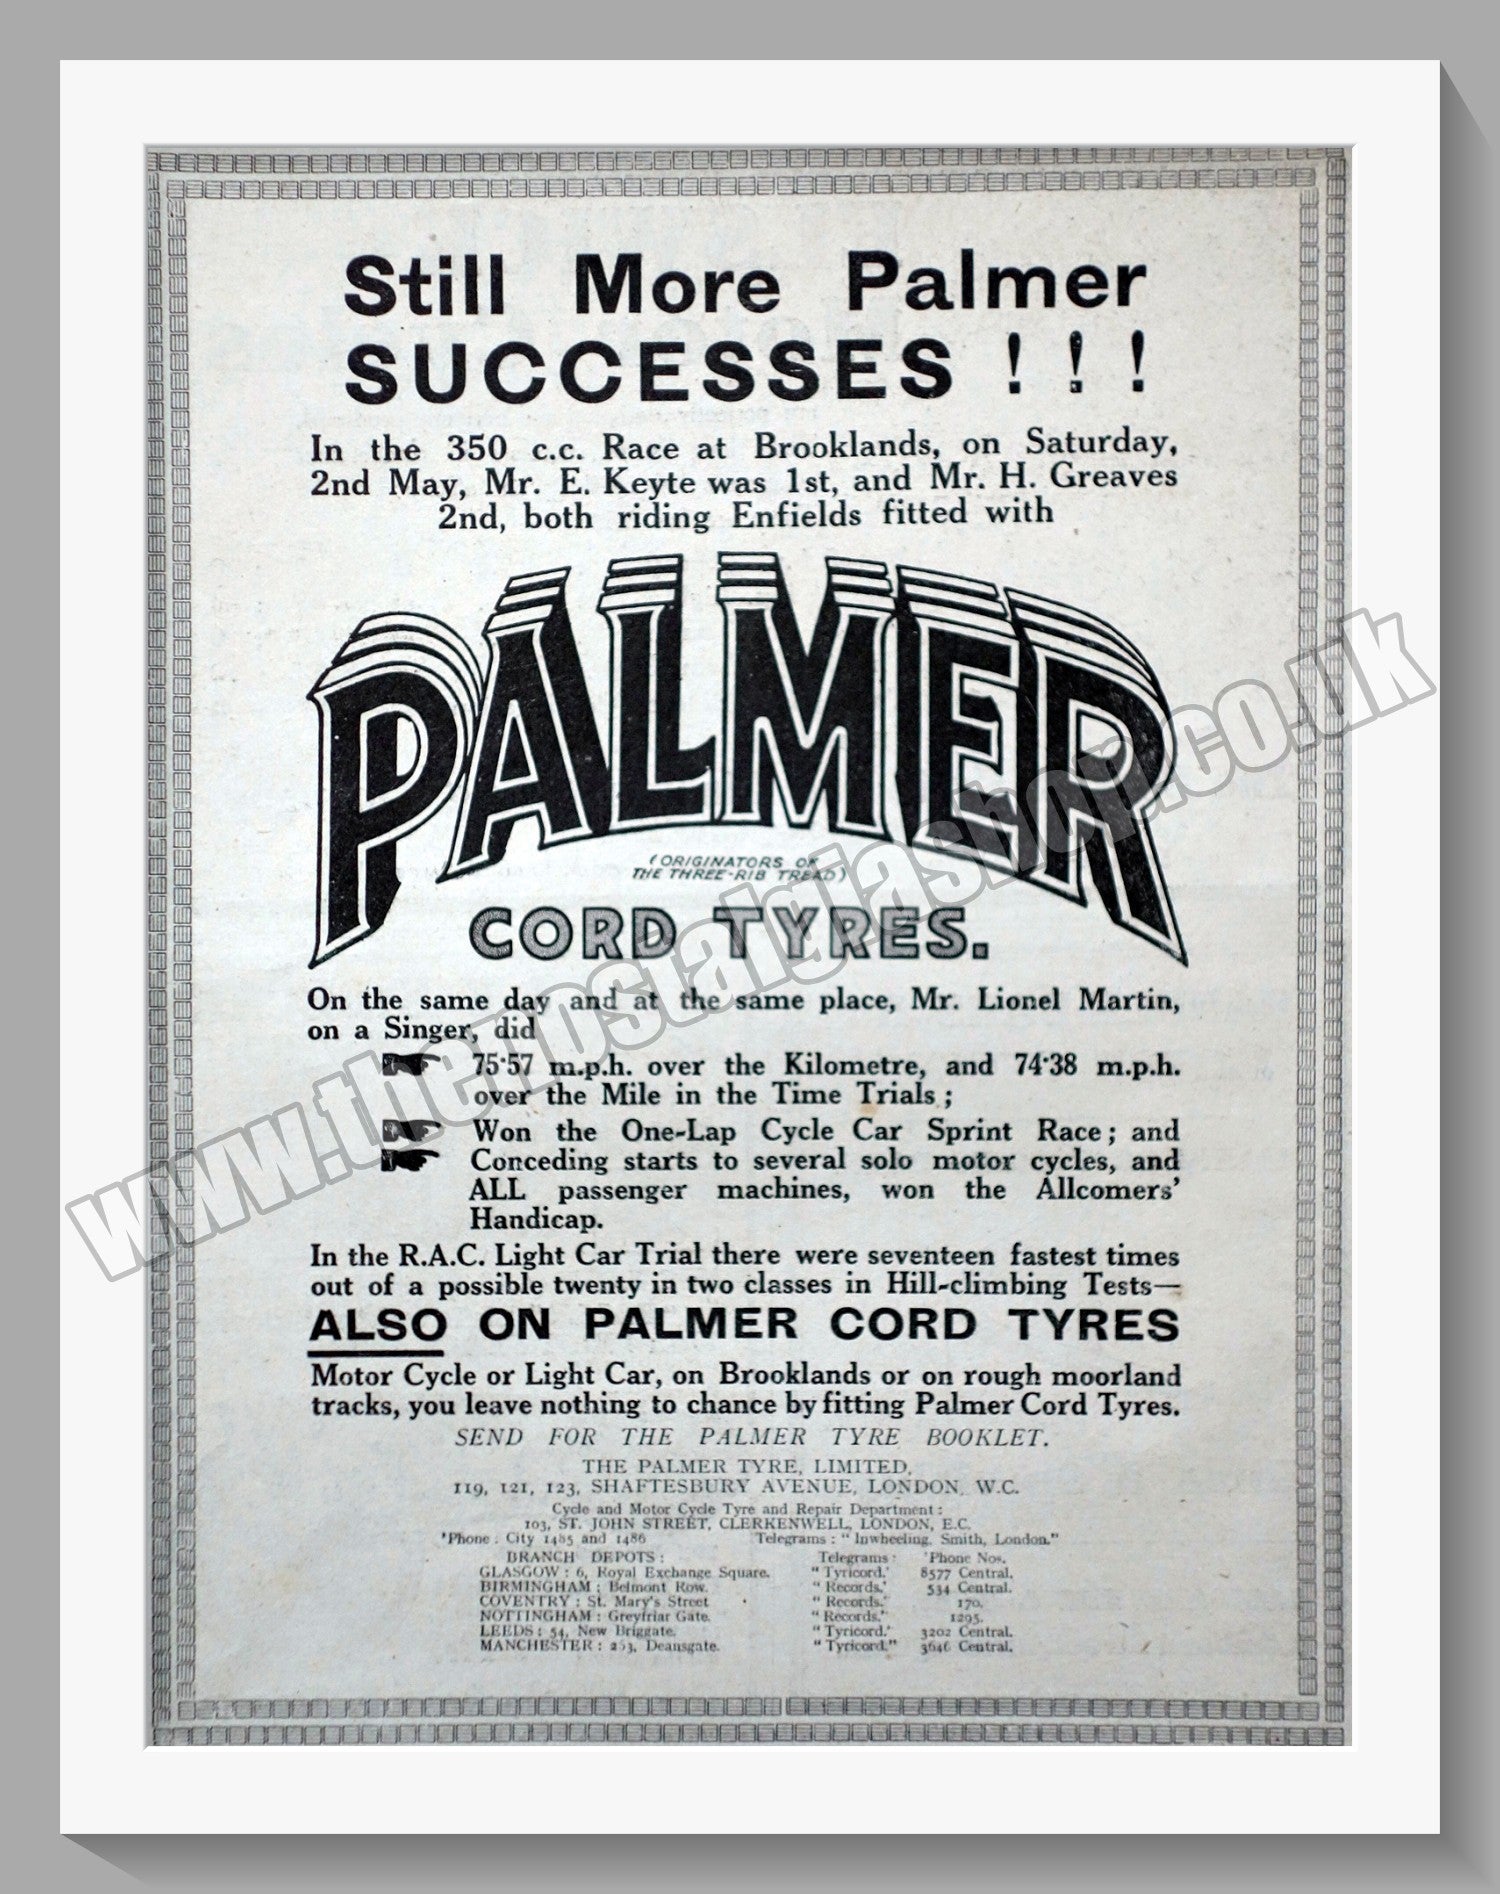 Still More Palmer
SUCCESSES ! ! !
In the 350 c.c. Race at Brooklands, on Saturday,
2nd May, Mr. E. Keyte was 1st, and Mr. H. Greaves
2nd, both riding Enfields fitted with
PALMER
(ORIGINATORS OF
THE THREE-RIB TREAD)
CORD TYRES.
On the same day and at the same place, Mr. Lionel Martin,
on a Singer, did
75·57 m.p.h. over the Kilometre, and 74·38 m.p.h.
over the Mile in the Time Trials;
Won the One-Lap Cycle Car Sprint Race; and
Conceding starts to several solo motor cycles, and
ALL passenger machines, won the Allcomers'
Handicap.
In the R.A.C. Light Car Trial there were seventeen fastest times
out of a possible twenty in two classes in Hill-climbing Tests—
ALSO ON PALMER CORD TYRES
Motor Cycle or Light Car, on Brooklands or on rough moorland
tracks, you leave nothing to chance by fitting Palmer Cord Tyres.
SEND FOR THE PALMER TYRE BOOKLET.
THE PALMER TYRE, LIMITED,
119, 121, 123, SHAFTESBURY AVENUE, LONDON, W.C.
Cycle and Motor Cycle Tyre and Repair Department:
103, ST. JOHN STREET, CLERKENWELL, LONDON, E.C.
'Phone: City 1485 and 1486 Telegrams: "Inwheeling, Smith, London."
BRANCH DEPOTS: Telegrams: 'Phone Nos.
GLASGOW: 6, Royal Exchange Square. "Tyricord." 8577 Central.
BIRMINGHAM: Belmont Row. "Records." 534 Central.
COVENTRY: St. Mary's Street "Records." 170.
NOTTINGHAM: Greyfriar Gate. "Records." 1295.
LEEDS: 54, New Briggate. "Tyricord." 3202 Central.
MANCHESTER: Deansgate. "Tyricord." 3646 Central.
www.thenostalgiashop.co.uk